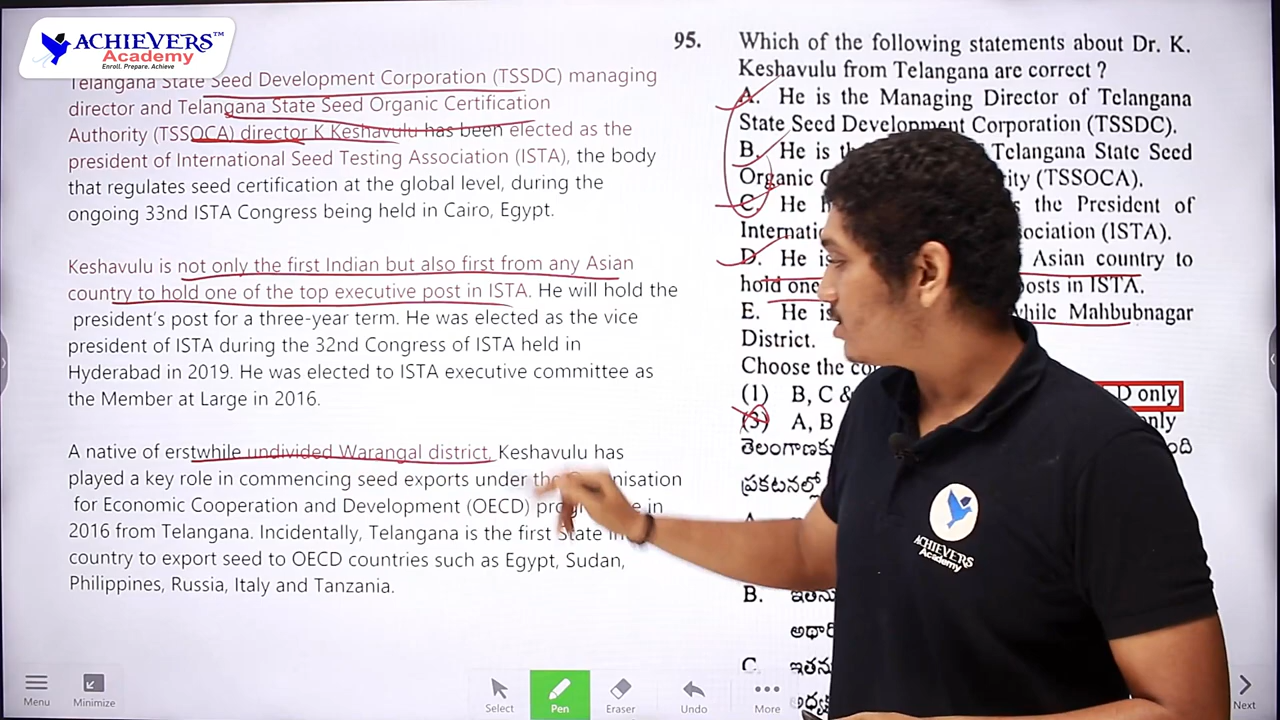 ACHIEVERS™
Academy
Enroll. Prepare. Achieve
Telangana State Seed Development Corporation (TSSDC) managing
director and Telangana State Seed Organic Certification
Authority (TSSOCA) director K Keshavulu has been elected as the
president of International Seed Testing Association (ISTA), the body
that regulates seed certification at the global level, during the
ongoing 33nd ISTA Congress being held in Cairo, Egypt.
Keshavulu is not only the first Indian but also first from any Asian
country to hold one of the top executive post in ISTA. He will hold the
president's post for a three-year term. He was elected as the vice
president of ISTA during the 32nd Congress of ISTA held in
Hyderabad in 2019. He was elected to ISTA executive committee as
the Member at Large in 2016.
A native of erstwhile undivided Warangal district, Keshavulu has
played a key role in commencing seed exports under the
for Economic Cooperation and Development (OECD) in
2016 from Telangana. Incidentally, Telangana is the first State in
country to export seed to OECD countries such as Egypt, Sudan,
Philippines, Russia, Italy and Tanzania.
95. Which of the following statements about Dr. K.
Keshavulu from Telangana are correct ?
A. He is the Managing Director of Telangana
State Seed Development Corporation (TSSDC).
B. He is Telangana State Seed
Organic (TSSOCA).
C. He the President of
(ISTA).
D. He is Asian country to
hold one posts in ISTA.
E. He is Mahbubnagar
District.
Choose the
(1) B, C & D only
(3) A, B only
తెలంగాణకు
ప్రకటనల్లో
B. ఇతను
C. ఇతను
ACHIEVERS
Academy
Menu Minimize Select Pen Eraser Undo More Next